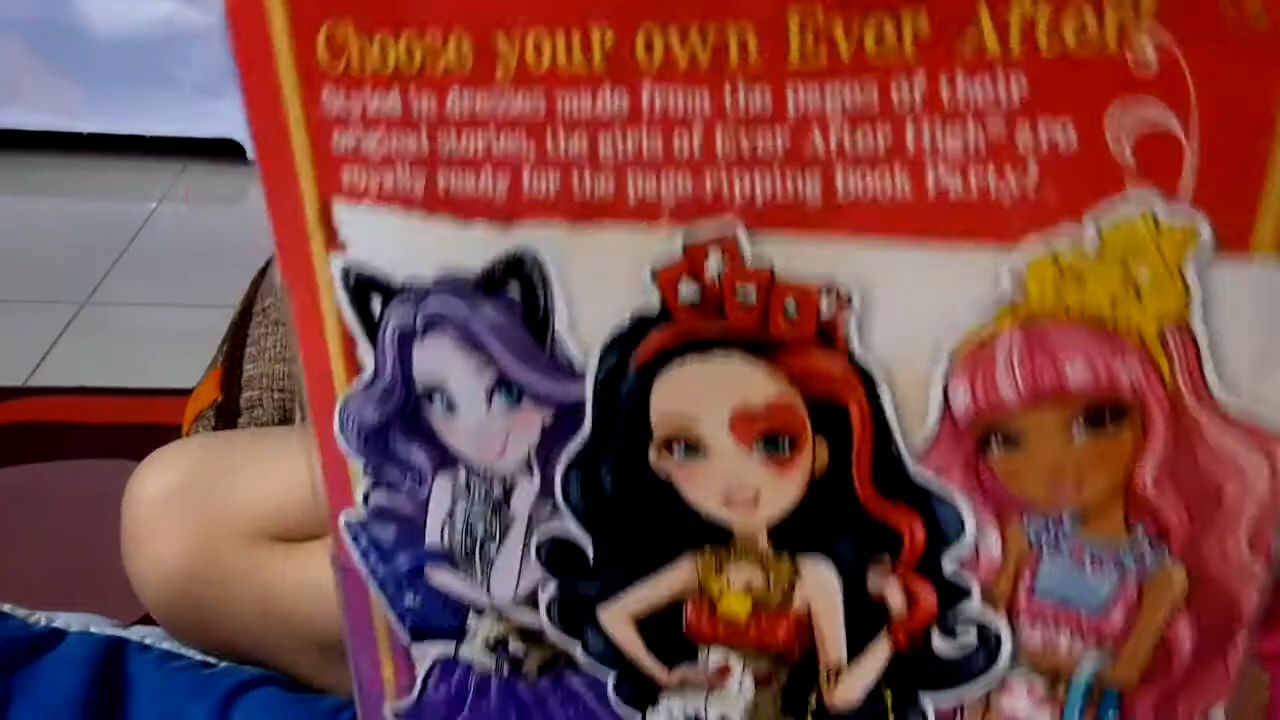 Choose your own Ever After!
Styled in dresses made from the pages of their
original stories, the girls of Ever After High® are
royally ready for the page-ripping Book Party!